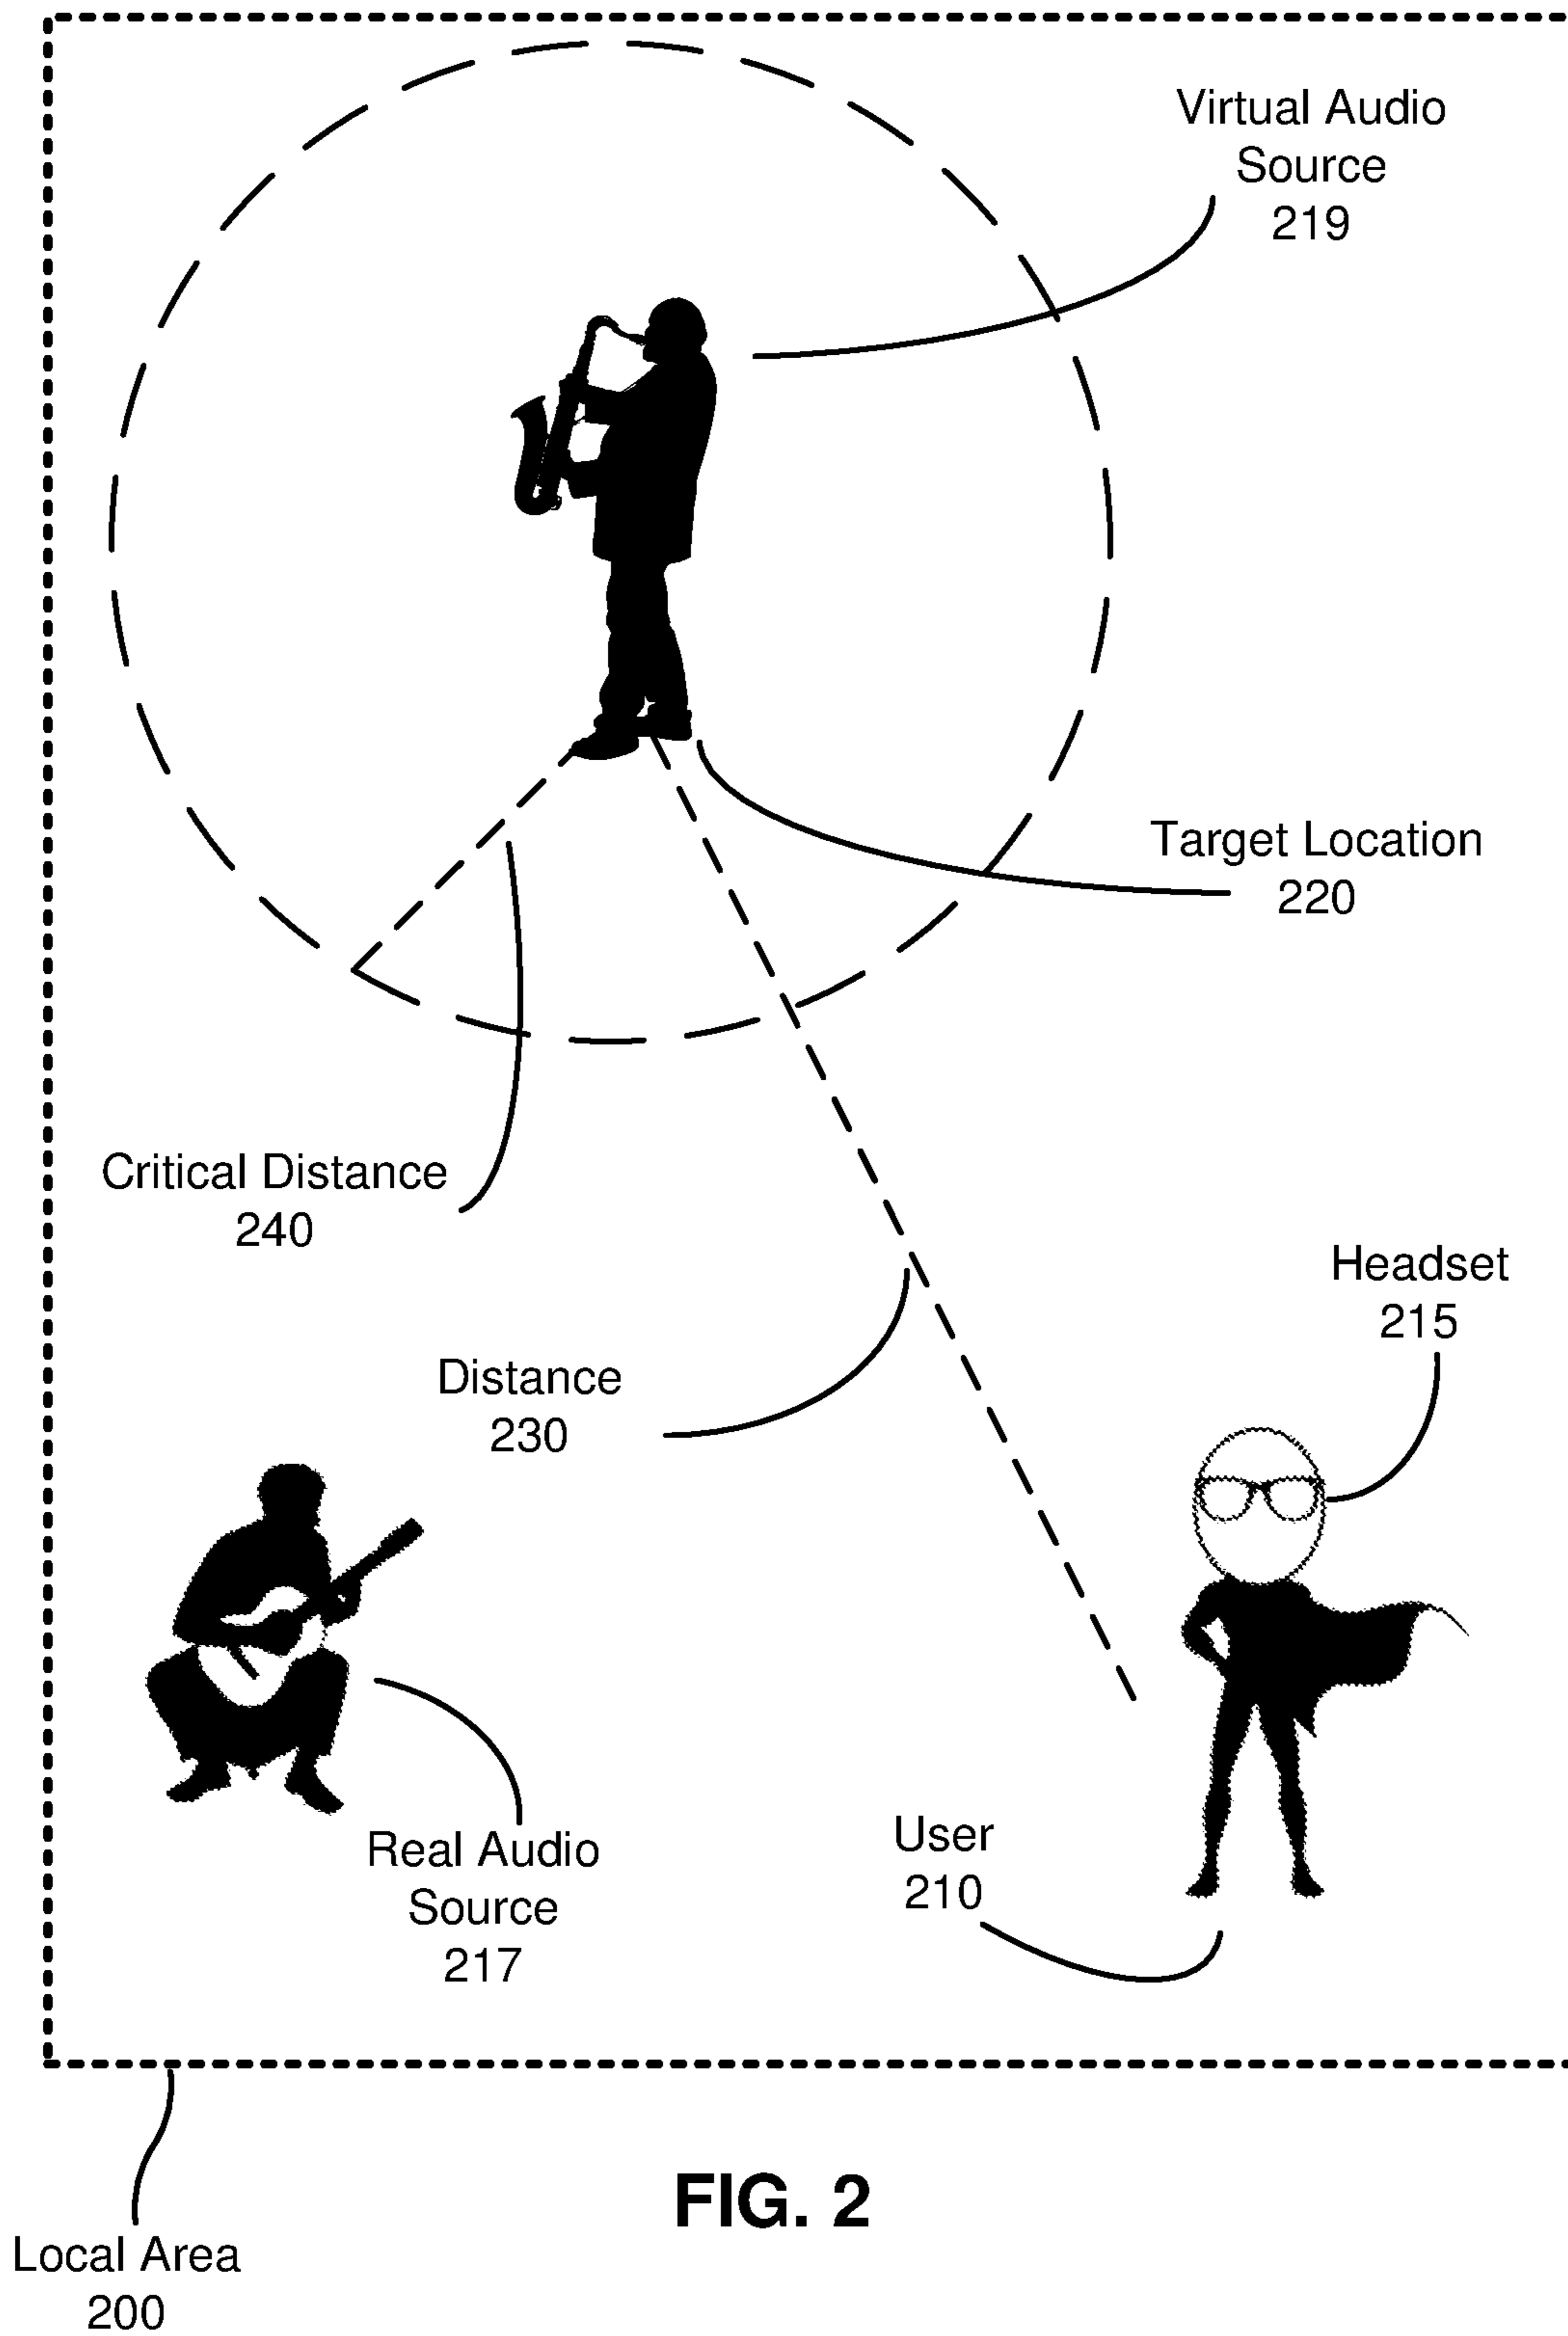 Virtual Audio
Source
219
Target Location
220
Critical Distance
240
Headset
215
Distance
230
User
210
Real Audio
Source
217
FIG. 2
Local Area
200